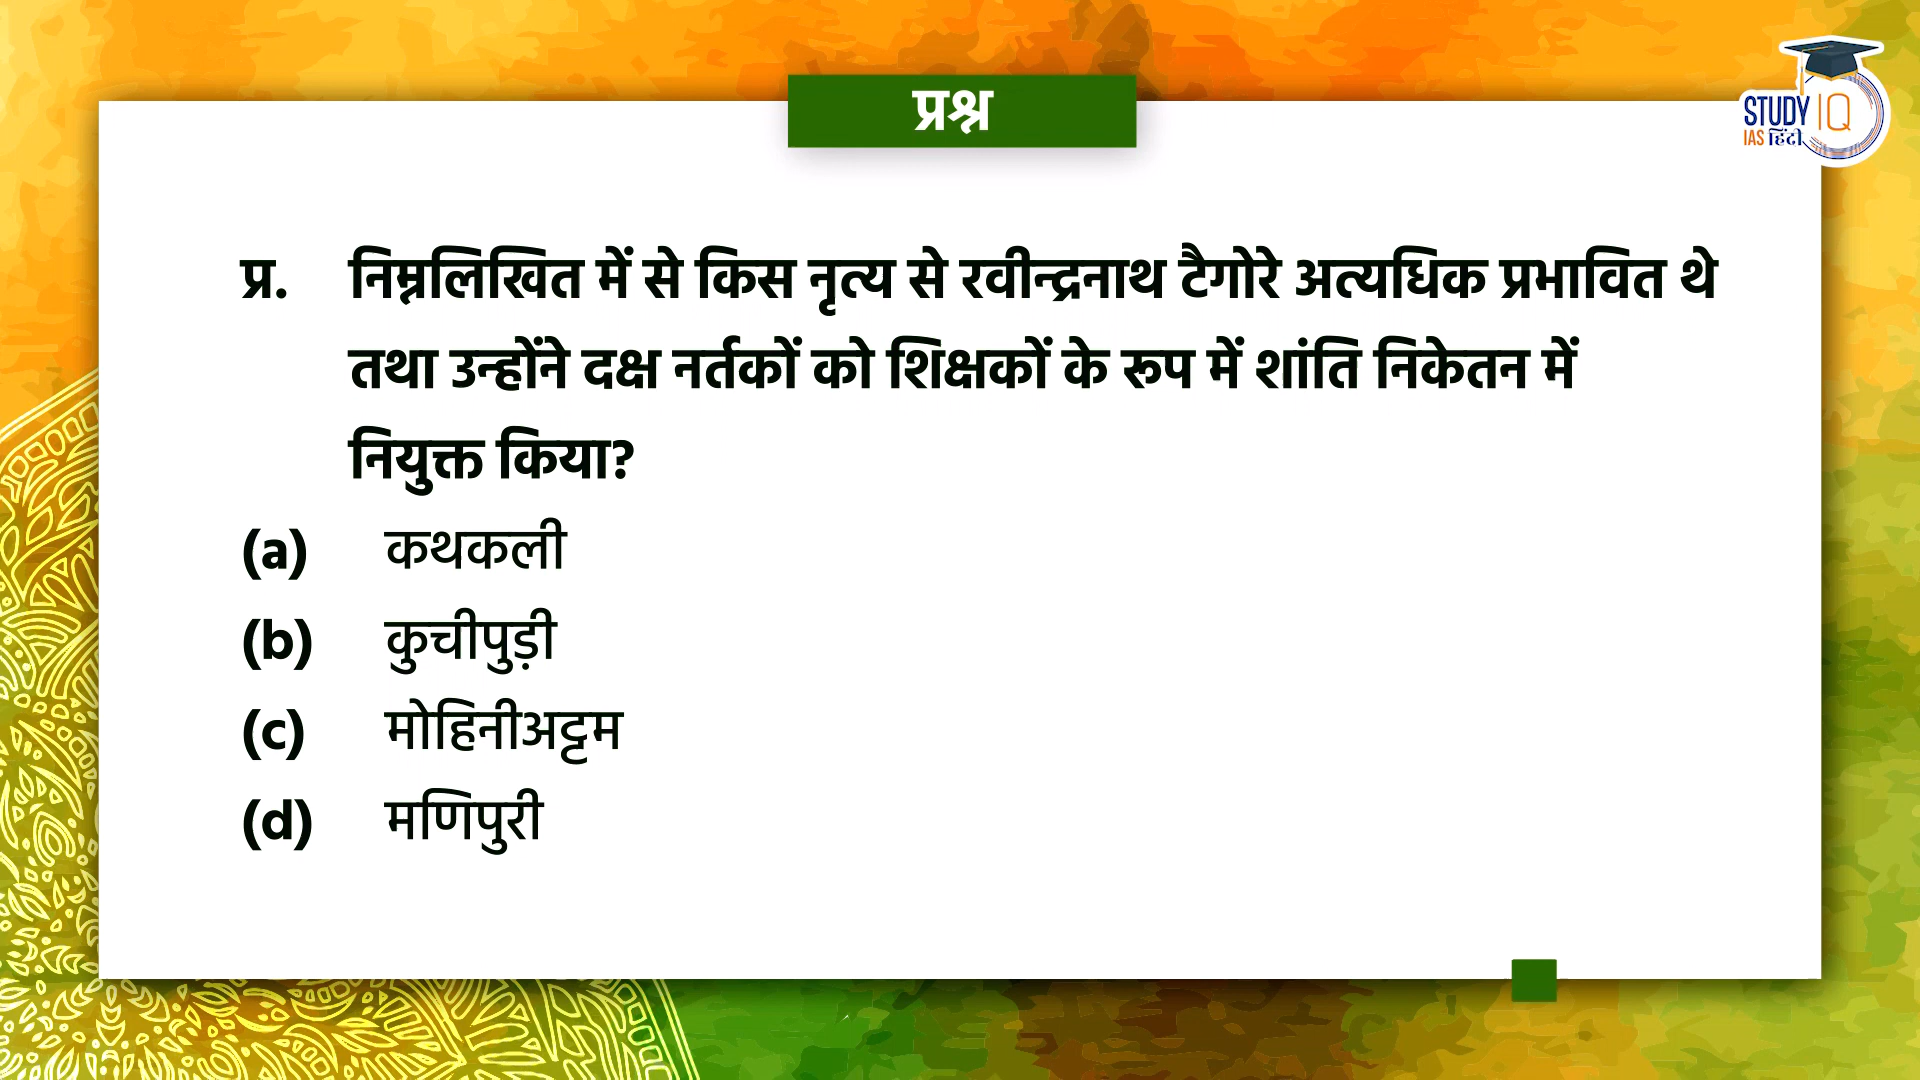 प्रश्न
STUDY IQ
IAS हिंदी
प्र. निम्नलिखित में से किस नृत्य से रवीन्द्रनाथ टैगोरे अत्यधिक प्रभावित थे
तथा उन्होंने दक्ष नर्तकों को शिक्षकों के रूप में शांति निकेतन में
नियुक्त किया?
(a) कथकली
(b) कुचीपुड़ी
(c) मोहिनीअट्टम
(d) मणिपुरी